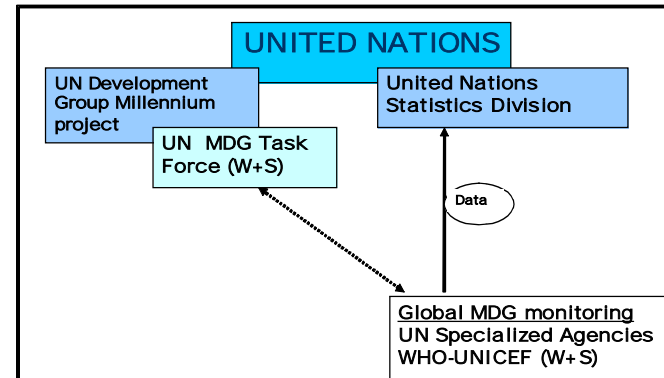 UNITED NATIONS
UN Development
Group Millennium
project
United Nations
Statistics Division
UN MDG Task
Force (W+S)
Data
Global MDG monitoring
UN Specialized Agencies
WHO-UNICEF (W+S)